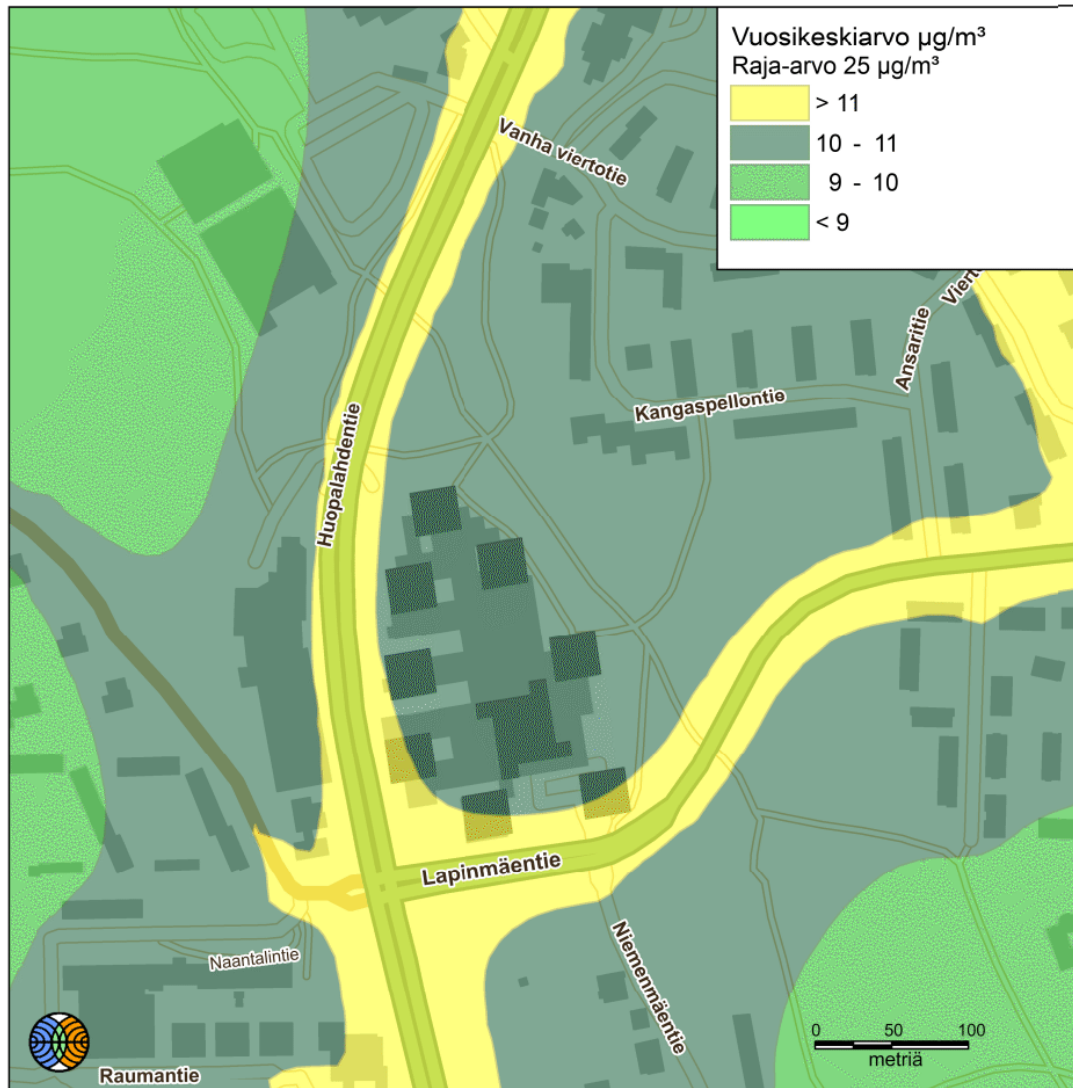 Vuosikeskiarvo µg/m³
Raja-arvo 25 µg/m³
> 11
10 - 11
9 - 10
< 9
Vanha viertotie
Ansaritie
Kangaspellontie
Huopalahdentie
Lapinmäentie
Naantalintie
Niemenmäentie
Raumantie
0 50 100
metriä